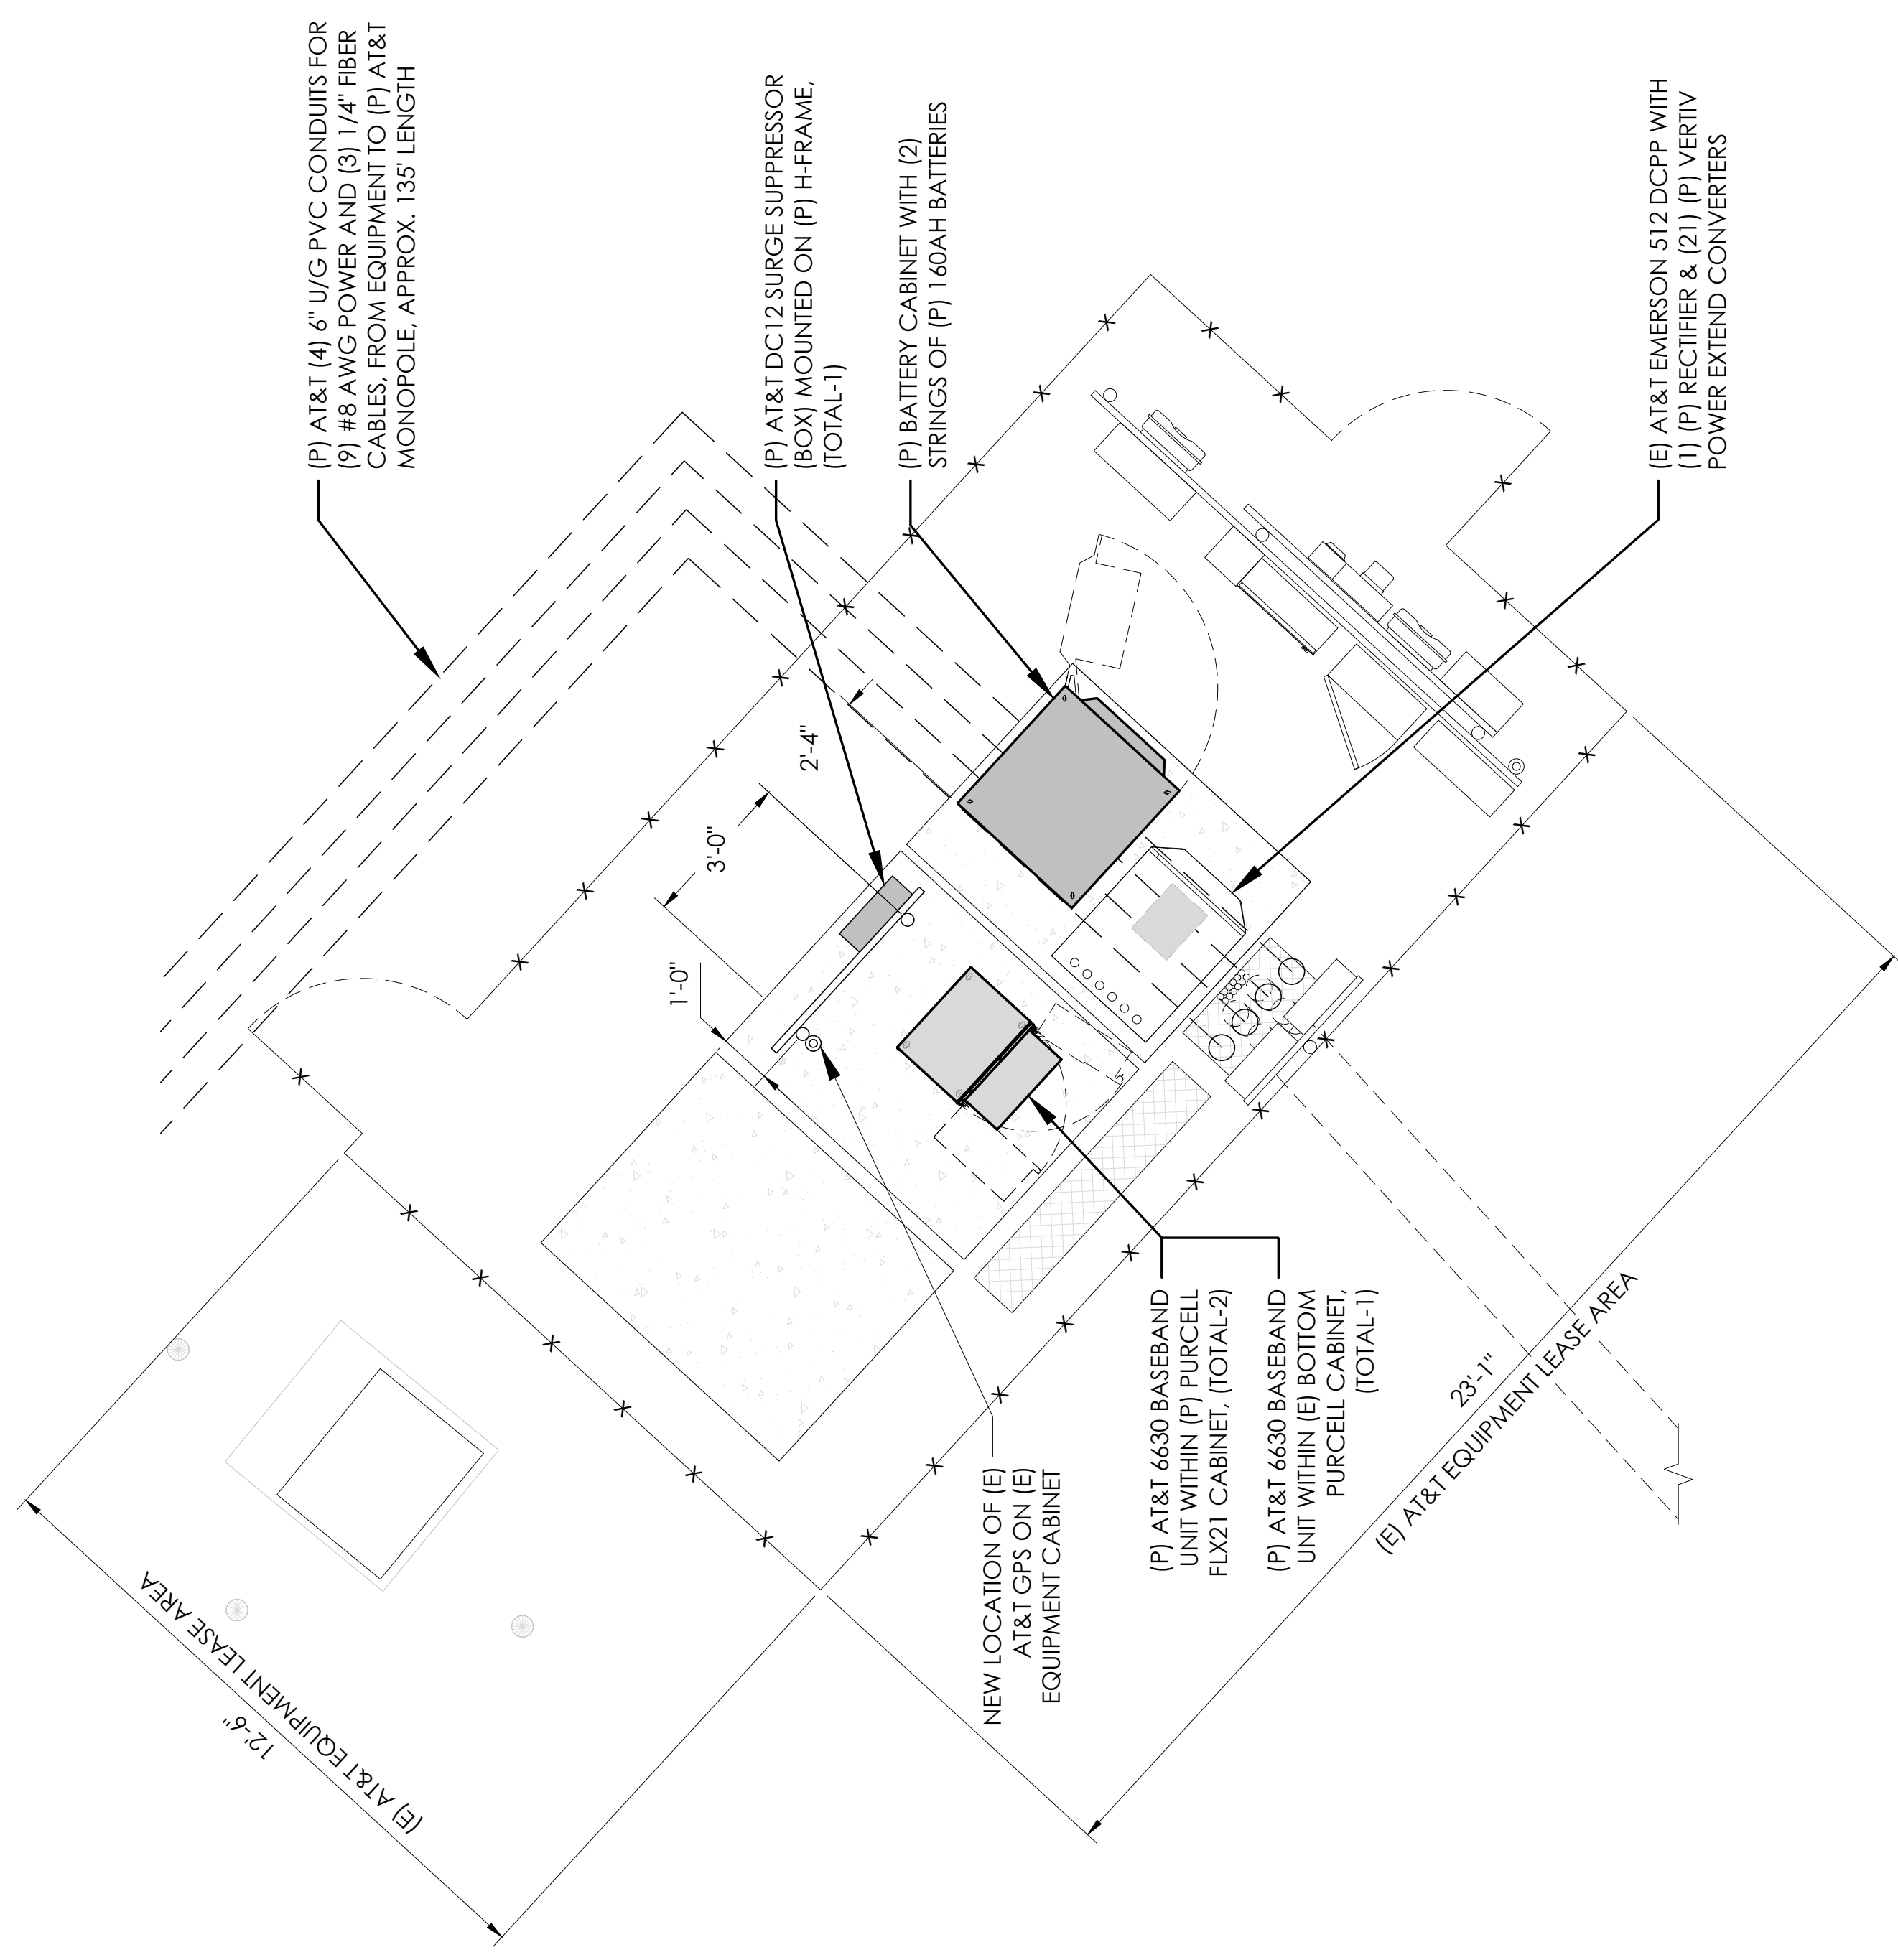 (P) AT&T (4) 6" U/G PVC CONDUITS FOR
(9) #8 AWG POWER AND (3) 1/4" FIBER
CABLES, FROM EQUIPMENT TO (P) AT&T
MONOPOLE, APPROX. 135' LENGTH
(P) AT&T DC12 SURGE SUPPRESSOR
(BOX) MOUNTED ON (P) H-FRAME,
(TOTAL-1)
(P) BATTERY CABINET WITH (2)
STRINGS OF (P) 160AH BATTERIES
(E) AT&T EMERSON 512 DCPP WITH
(1) (P) RECTIFIER & (21) (P) VERTIV
POWER EXTEND CONVERTERS
2'-4"
3'-0"
1'-0"
NEW LOCATION OF (E)
AT&T GPS ON (E)
EQUIPMENT CABINET
(P) AT&T 6630 BASEBAND
UNIT WITHIN (P) PURCELL
FLX21 CABINET, (TOTAL-2)
(P) AT&T 6630 BASEBAND
UNIT WITHIN (E) BOTTOM
PURCELL CABINET,
(TOTAL-1)
23'-1"
(E) AT&T EQUIPMENT LEASE AREA
12'-6"
(E) AT&T EQUIPMENT LEASE AREA